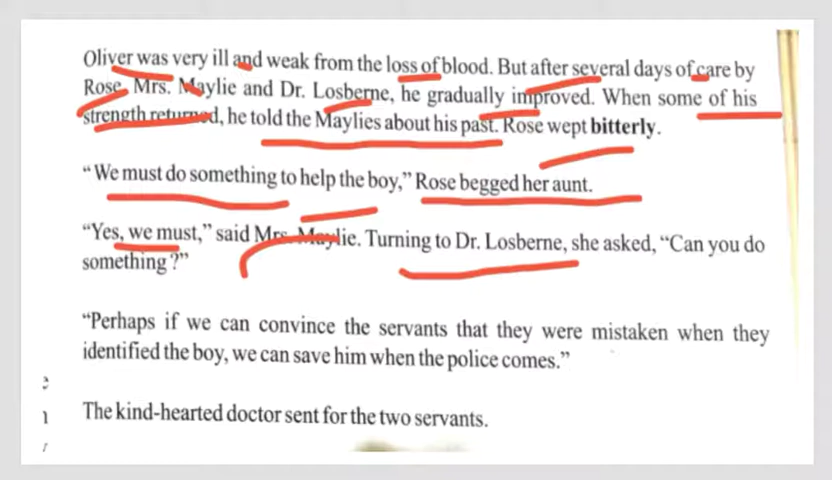 Oliver was very ill and weak from the loss of blood. But after several days of care by
Rose, Mrs. Maylie and Dr. Losberne, he gradually improved. When some of his
strength returned, he told the Maylies about his past. Rose wept bitterly.
“We must do something to help the boy,” Rose begged her aunt.
“Yes, we must,” said Mrs. Maylie. Turning to Dr. Losberne, she asked, “Can you do
something?”
“Perhaps if we can convince the servants that they were mistaken when they
identified the boy, we can save him when the police comes.”
The kind-hearted doctor sent for the two servants.